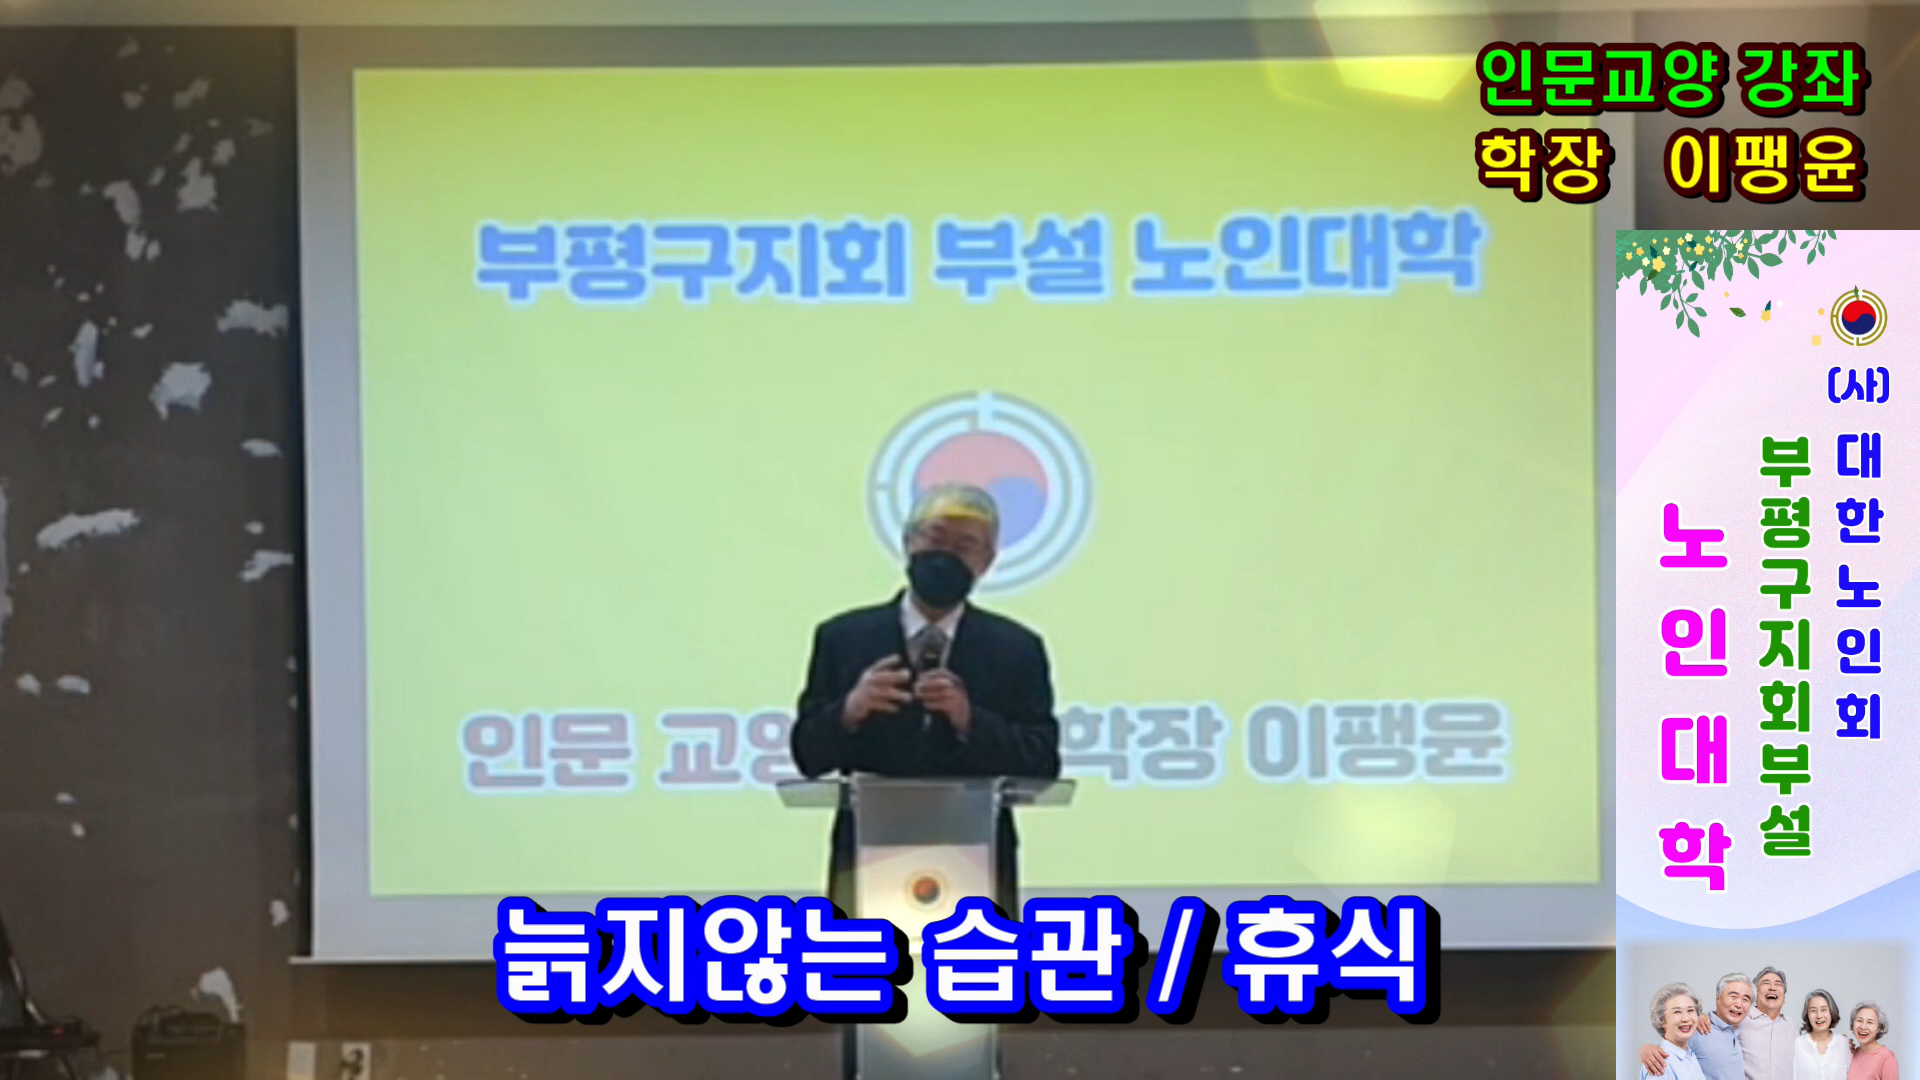 인문교양 강좌
학장 이팽윤
부평구지회 부설 노인대학
인문 교양 학장 이팽윤
늙지않는 습관 / 휴식
(사) 대한노인회
부평구지회부설
노인대학